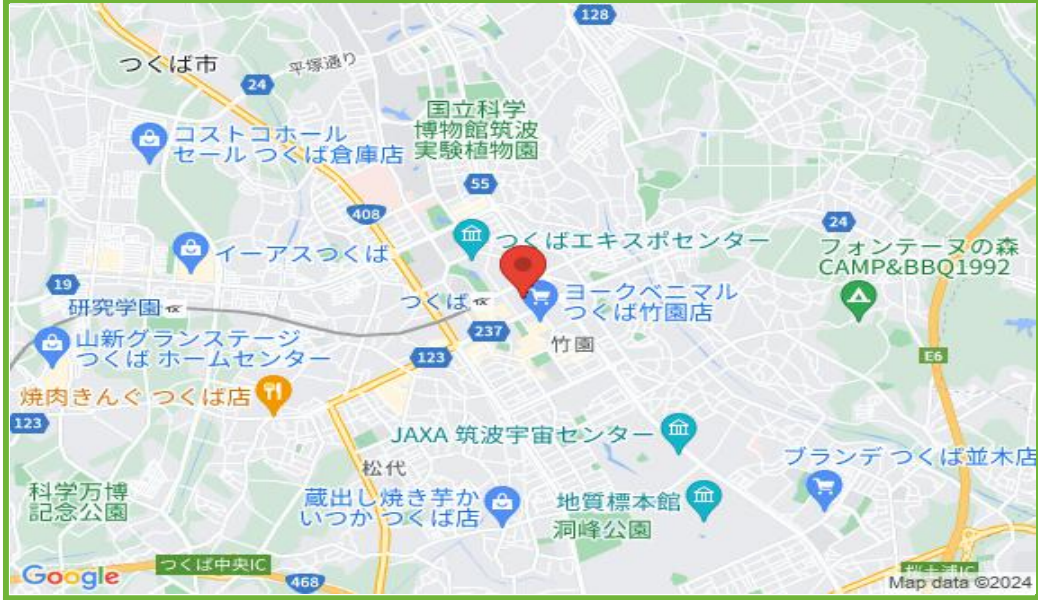 128
つくば市
平塚通り
24
国立科学
博物館筑波
実験植物園
コストコホール
セール つくば倉庫店
55
408
24
つくばエキスポセンター
イーアスつくば
フォンテーヌの森
CAMP&BBQ1992
19
研究学園
つくば
ヨークベニマル
つくば竹園店
237
山新グランステージ
つくば ホームセンター
竹園
123
E6
焼肉きんぐ つくば店
123
JAXA 筑波宇宙センター
松代
ブランデ つくば並木店
科学万博
記念公園
蔵出し焼き芋か
いつか つくば店
地質標本館
洞峰公園
つくば中央IC
Google
468
桜土浦IC
Map data ©2024